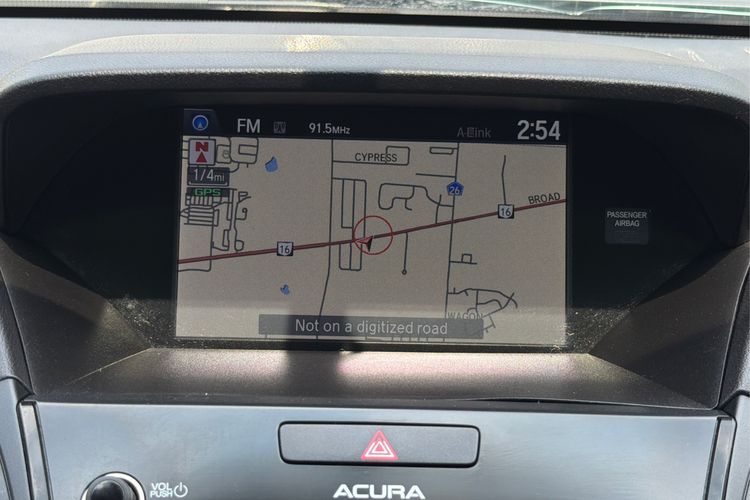 FM 91.5MHz A-Link 2:54
N
1/4mi
GPS
CYPRESS
26
BROAD
16
16
WAGON
Not on a digitized road
PASSENGER
AIRBAG
VOL
PUSH
ACURA